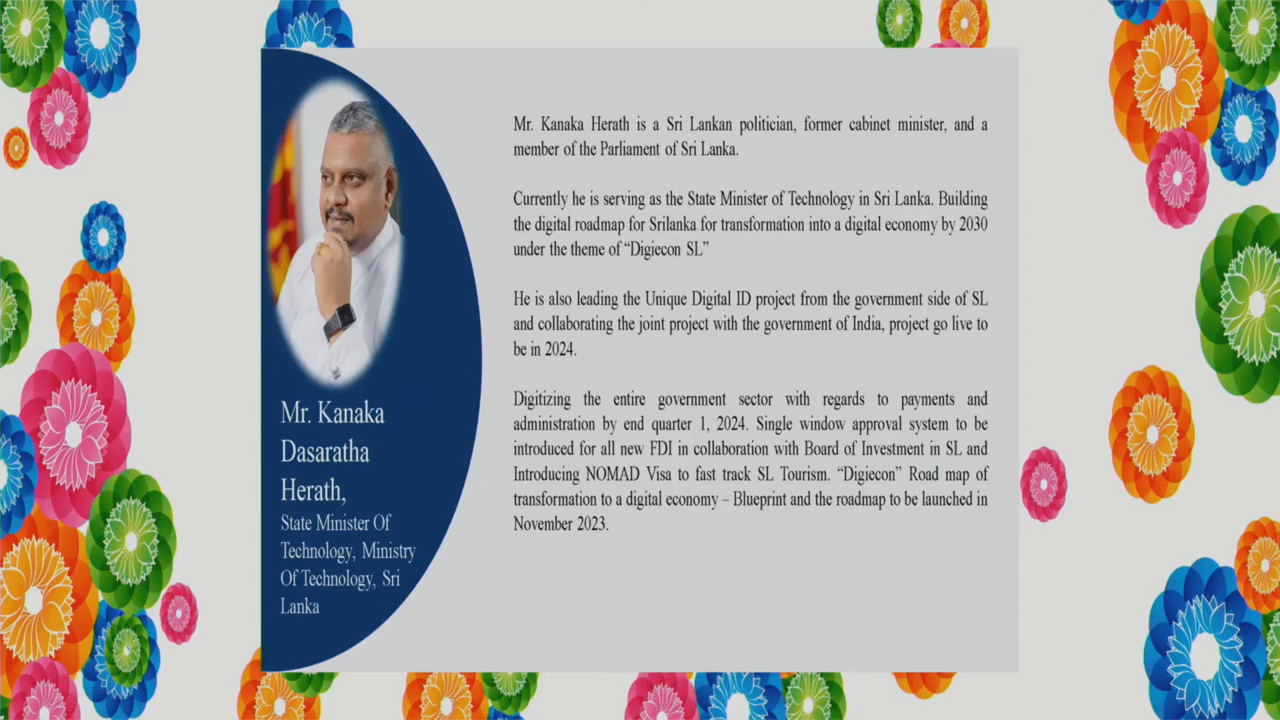 Mr. Kanaka
Dasaratha
Herath,
State Minister Of
Technology, Ministry
Of Technology, Sri
Lanka
Mr. Kanaka Herath is a Sri Lankan politician, former cabinet minister, and a
member of the Parliament of Sri Lanka.
Currently he is serving as the State Minister of Technology in Sri Lanka. Building
the digital roadmap for Srilanka for transformation into a digital economy by 2030
under the theme of “Digiecon SL”
He is also leading the Unique Digital ID project from the government side of SL
and collaborating the joint project with the government of India, project go live to
be in 2024.
Digitizing the entire government sector with regards to payments and
administration by end quarter 1, 2024. Single window approval system to be
introduced for all new FDI in collaboration with Board of Investment in SL and
Introducing NOMAD Visa to fast track SL Tourism. “Digiecon” Road map of
transformation to a digital economy – Blueprint and the roadmap to be launched in
November 2023.